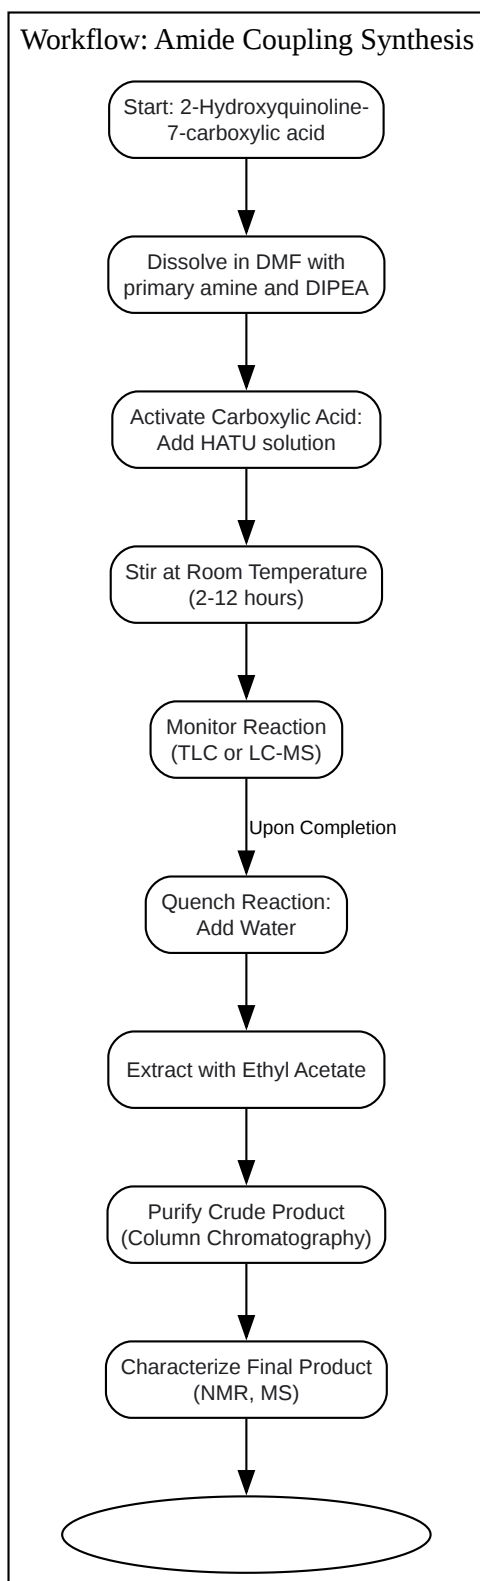 Workflow: Amide Coupling Synthesis
Start: 2-Hydroxyquinoline-
7-carboxylic acid
Dissolve in DMF with
primary amine and DIPEA
Activate Carboxylic Acid:
Add HATU solution
Stir at Room Temperature
(2-12 hours)
Monitor Reaction
(TLC or LC-MS)
Upon Completion
Quench Reaction:
Add Water
Extract with Ethyl Acetate
Purify Crude Product
(Column Chromatography)
Characterize Final Product
(NMR, MS)